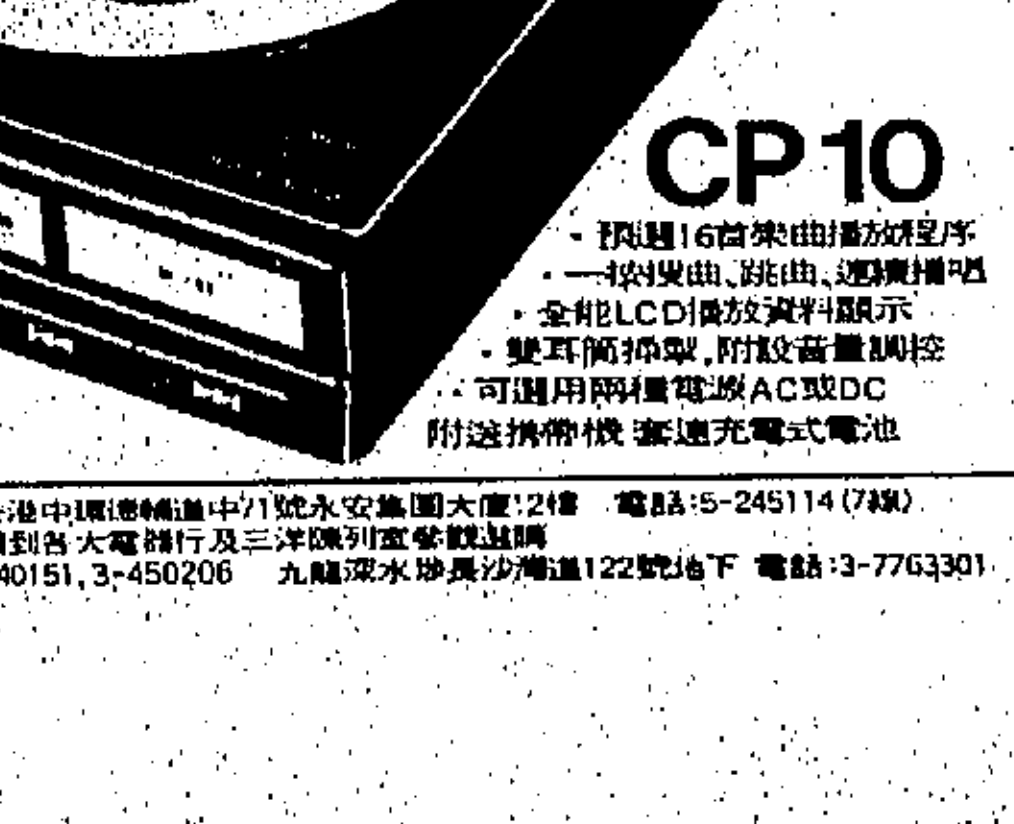 CP10
· 預選16首樂曲播放程序
· 一按搜曲、跳曲、連續播唱
· 全能LCD播放資料顯示
· 雙耳筒插掣,附設音量調控
· 可選用兩種電源AC或DC
附選攜帶機套連充電式電池
香港中環德輔道中71號永安集團大廈12樓 電話:5-245114(7線)
到各大電器行及三洋陳列室參觀選購
40151,3-450206 九龍深水埗長沙灣道122號地下 電話:3-7763301